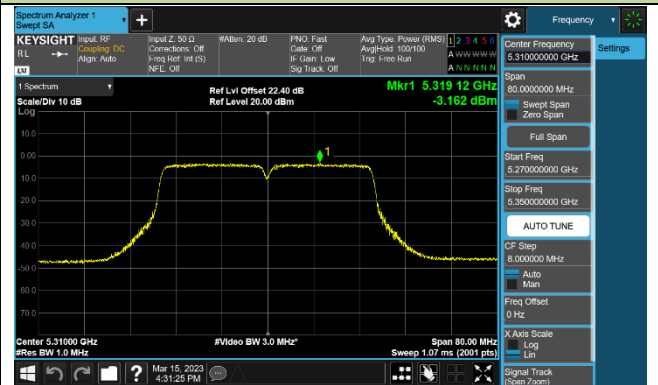 Spectrum Analyzer 1
Swept SA
+
Frequency
KEYSIGHT
RL
LXI
Input: RF
Coupling: DC
Align: Auto
Input Z: 50 Ω
Corrections: Off
Freq Ref: Int (S)
NFE: Off
#Atten: 20 dB
PNO: Fast
Gate: Off
IF Gain: Low
Sig Track: Off
Avg Type: Power (RMS)
Avg|Hold: 100/100
Trig: Free Run
1 2 3 4 5 6
A W W W W W
A N N N N N
1 Spectrum
Scale/Div 10 dB
Log
Ref Lvl Offset 22.40 dB
Ref Level 20.00 dBm
Mkr1 5.319 12 GHz
-3.162 dBm
1
10.0
0.00
-10.0
-20.0
-30.0
-40.0
-50.0
-60.0
-70.0
Center 5.31000 GHz
#Res BW 1.0 MHz
#Video BW 3.0 MHz*
Span 80.00 MHz
Sweep 1.07 ms (2001 pts)
Center Frequency
5.310000000 GHz
Span
80.0000000 MHz
Swept Span
Zero Span
Full Span
Start Freq
5.270000000 GHz
Stop Freq
5.350000000 GHz
AUTO TUNE
CF Step
8.000000 MHz
Auto
Man
Freq Offset
0 Hz
X Axis Scale
Log
Lin
Signal Track
(Span Zoom)
Settings
?
Mar 15, 2023
4:31:25 PM